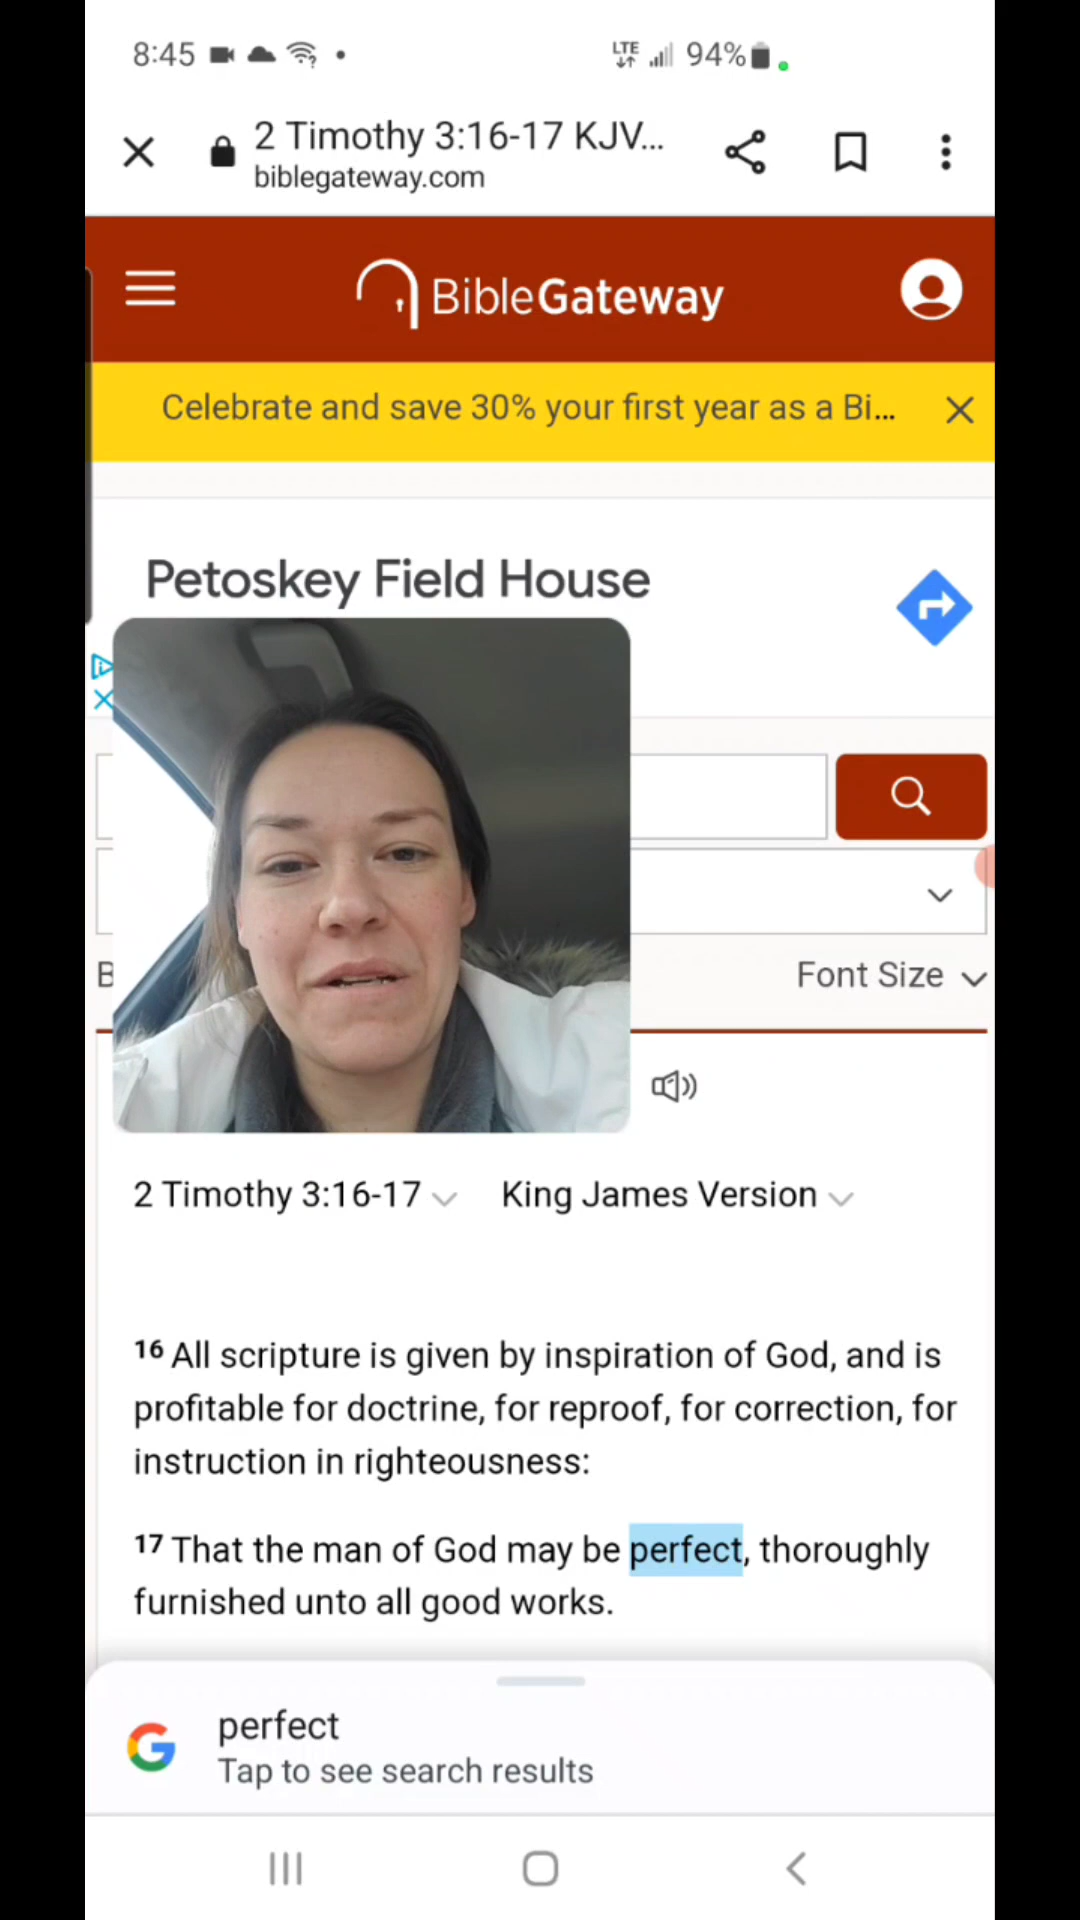 8:45
LTE 94%
2 Timothy 3:16-17 KJV...
biblegateway.com
BibleGateway
Celebrate and save 30% your first year as a Bi...
Petoskey Field House
B
Font Size
2 Timothy 3:16-17 King James Version
16 All scripture is given by inspiration of God, and is
profitable for doctrine, for reproof, for correction, for
instruction in righteousness:
17 That the man of God may be perfect, thoroughly
furnished unto all good works.
perfect
Tap to see search results